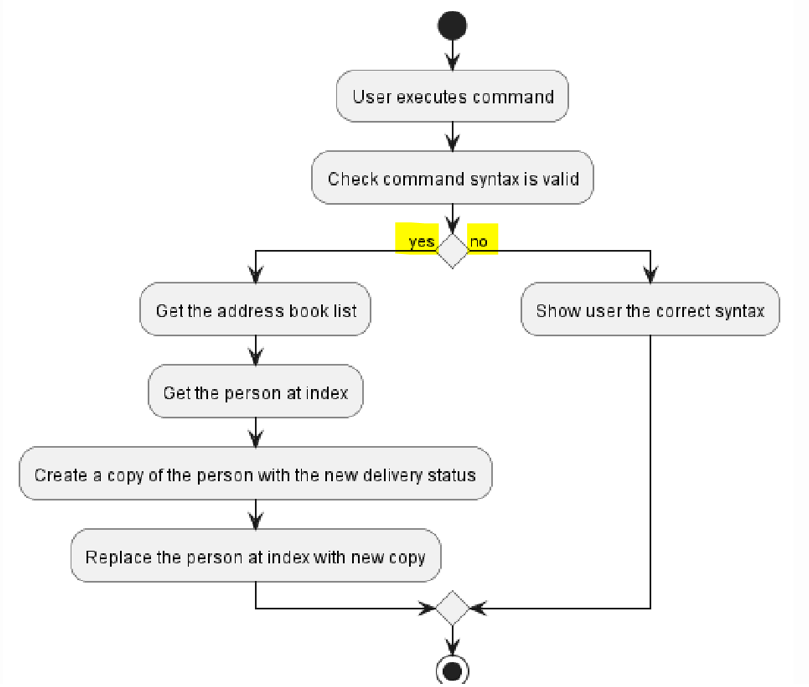 User executes command
Check command syntax is valid
yes
no
Get the address book list
Show user the correct syntax
Get the person at index
Create a copy of the person with the new delivery status
Replace the person at index with new copy